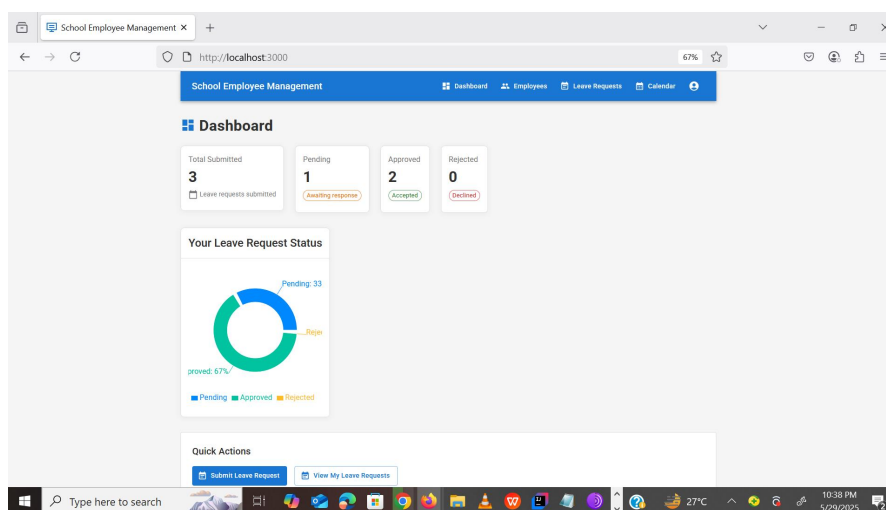 School Employee Management
http://localhost:3000
67%
School Employee Management
Dashboard
Employees
Leave Requests
Calendar
Dashboard
Total Submitted
3
Leave requests submitted
Pending
1
Awaiting response
Approved
2
Accepted
Rejected
0
Declined
Your Leave Request Status
Pending: 33
Rejec
proved: 67%
Pending Approved Rejected
Quick Actions
Submit Leave Request
View My Leave Requests
Type here to search
27°C
10:38 PM
5/29/2025